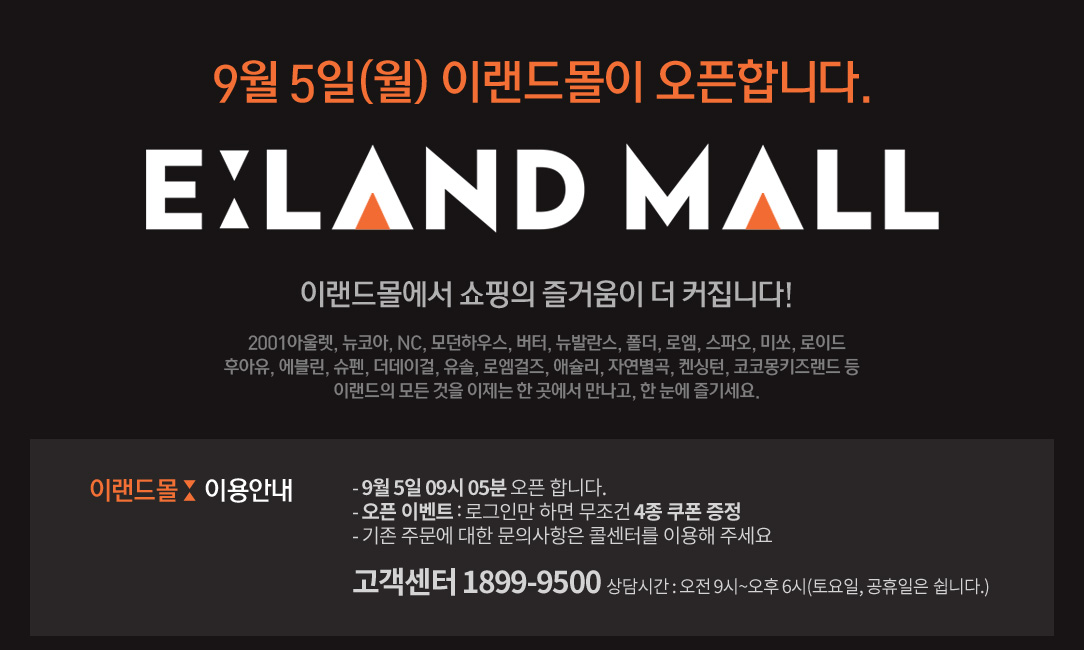 9월 5일(월) 이랜드몰이 오픈합니다.
E:LAND MALL
이랜드몰에서 쇼핑의 즐거움이 더 커집니다!
2001아울렛, 뉴코아, NC, 모던하우스, 버터, 뉴발란스, 폴더, 로엠, 스파오, 미쏘, 로이드
후아유, 에블린, 슈펜, 더데이걸, 유솔, 로엠걸즈, 애슐리, 자연별곡, 켄싱턴, 코코몽키즈랜드 등
이랜드의 모든 것을 이제는 한 곳에서 만나고, 한 눈에 즐기세요.
이랜드몰 이용안내
- 9월 5일 09시 05분 오픈 합니다.
- 오픈 이벤트 : 로그인만 하면 무조건 4종 쿠폰 증정
- 기존 주문에 대한 문의사항은 콜센터를 이용해 주세요
고객센터 1899-9500 상담시간 : 오전 9시~오후 6시(토요일, 공휴일은 쉽니다.)